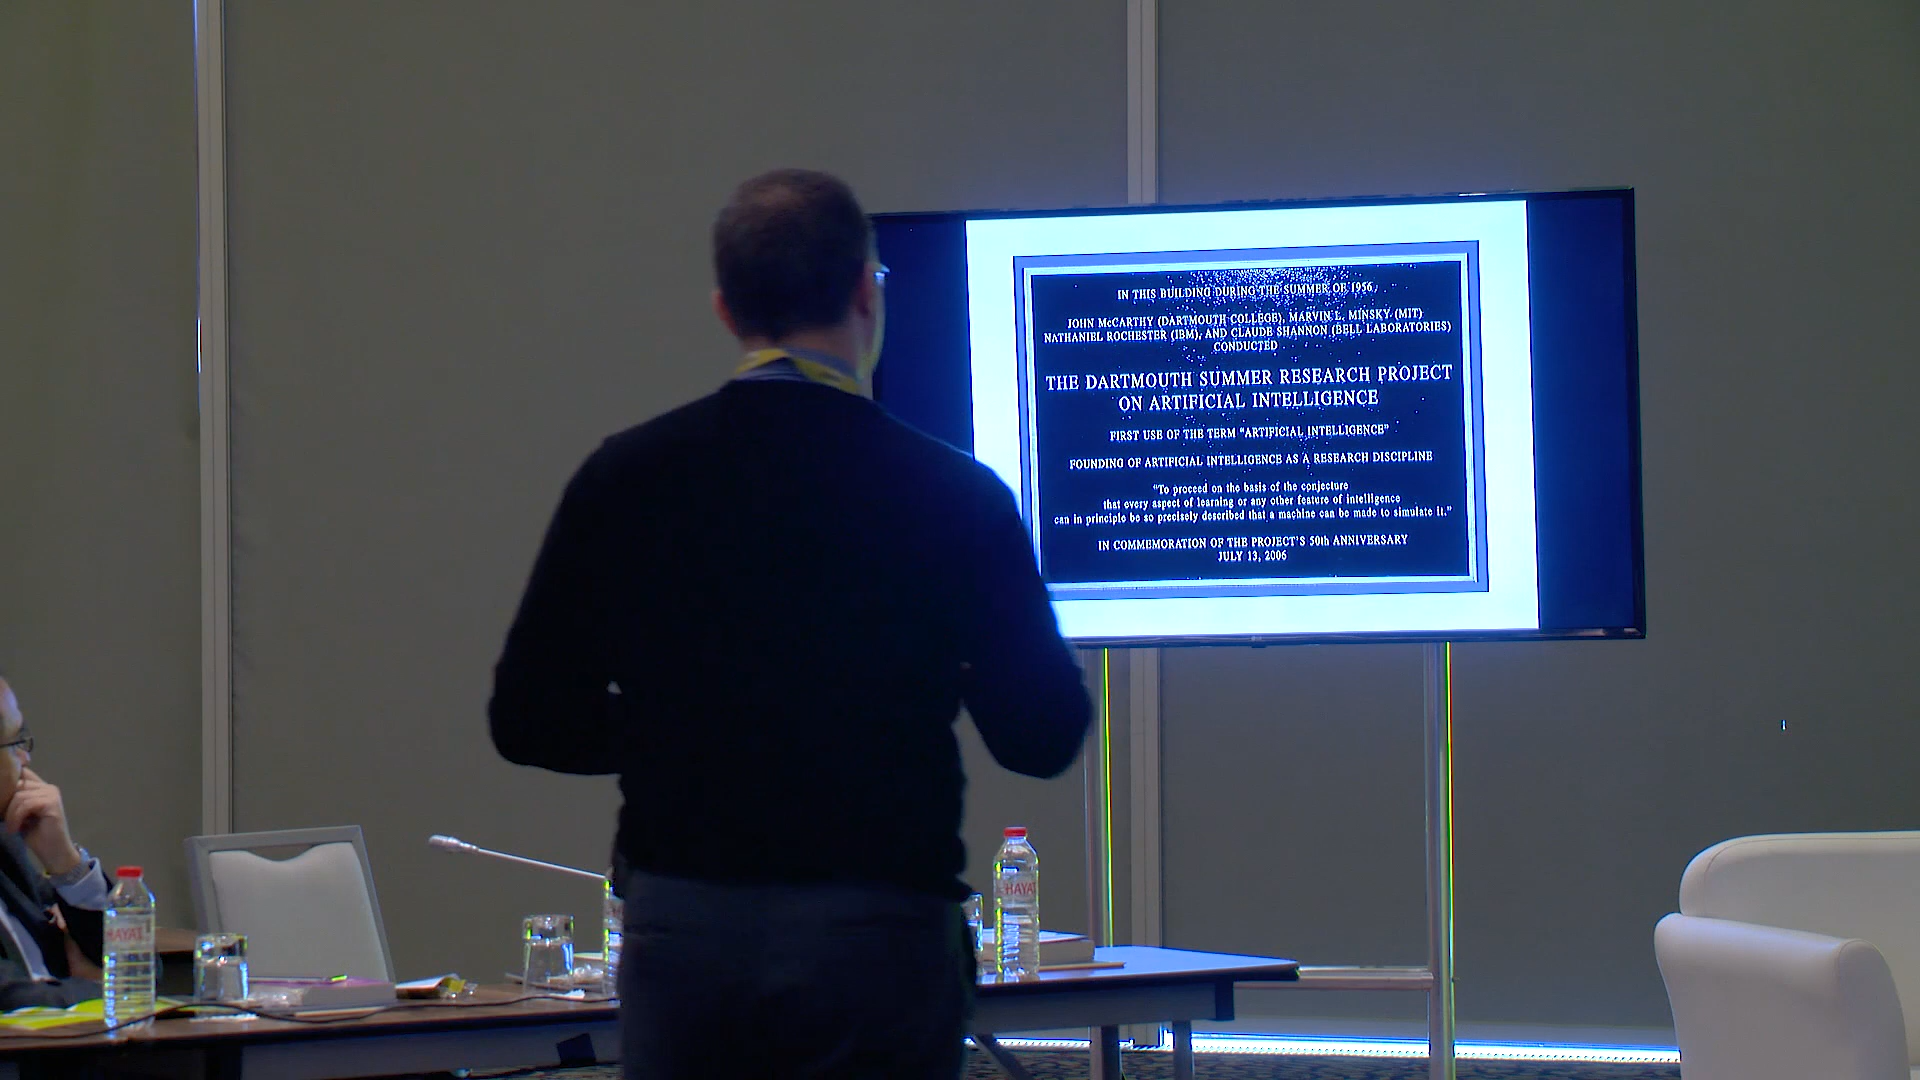 IN THIS BUILDING DURING THE SUMMER OF 1956
JOHN McCARTHY (DARTMOUTH COLLEGE), MARVIN L. MINSKY (MIT)
NATHANIEL ROCHESTER (IBM), AND CLAUDE SHANNON (BELL LABORATORIES)
CONDUCTED
THE DARTMOUTH SUMMER RESEARCH PROJECT
ON ARTIFICIAL INTELLIGENCE
FIRST USE OF THE TERM "ARTIFICIAL INTELLIGENCE"
FOUNDING OF ARTIFICIAL INTELLIGENCE AS A RESEARCH DISCIPLINE
"To proceed on the basis of the conjecture
that every aspect of learning or any other feature of intelligence
can in principle be so precisely described that a machine can be made to simulate it."
IN COMMEMORATION OF THE PROJECT'S 50th ANNIVERSARY
JULY 13, 2006
HAYAT
HAYAT